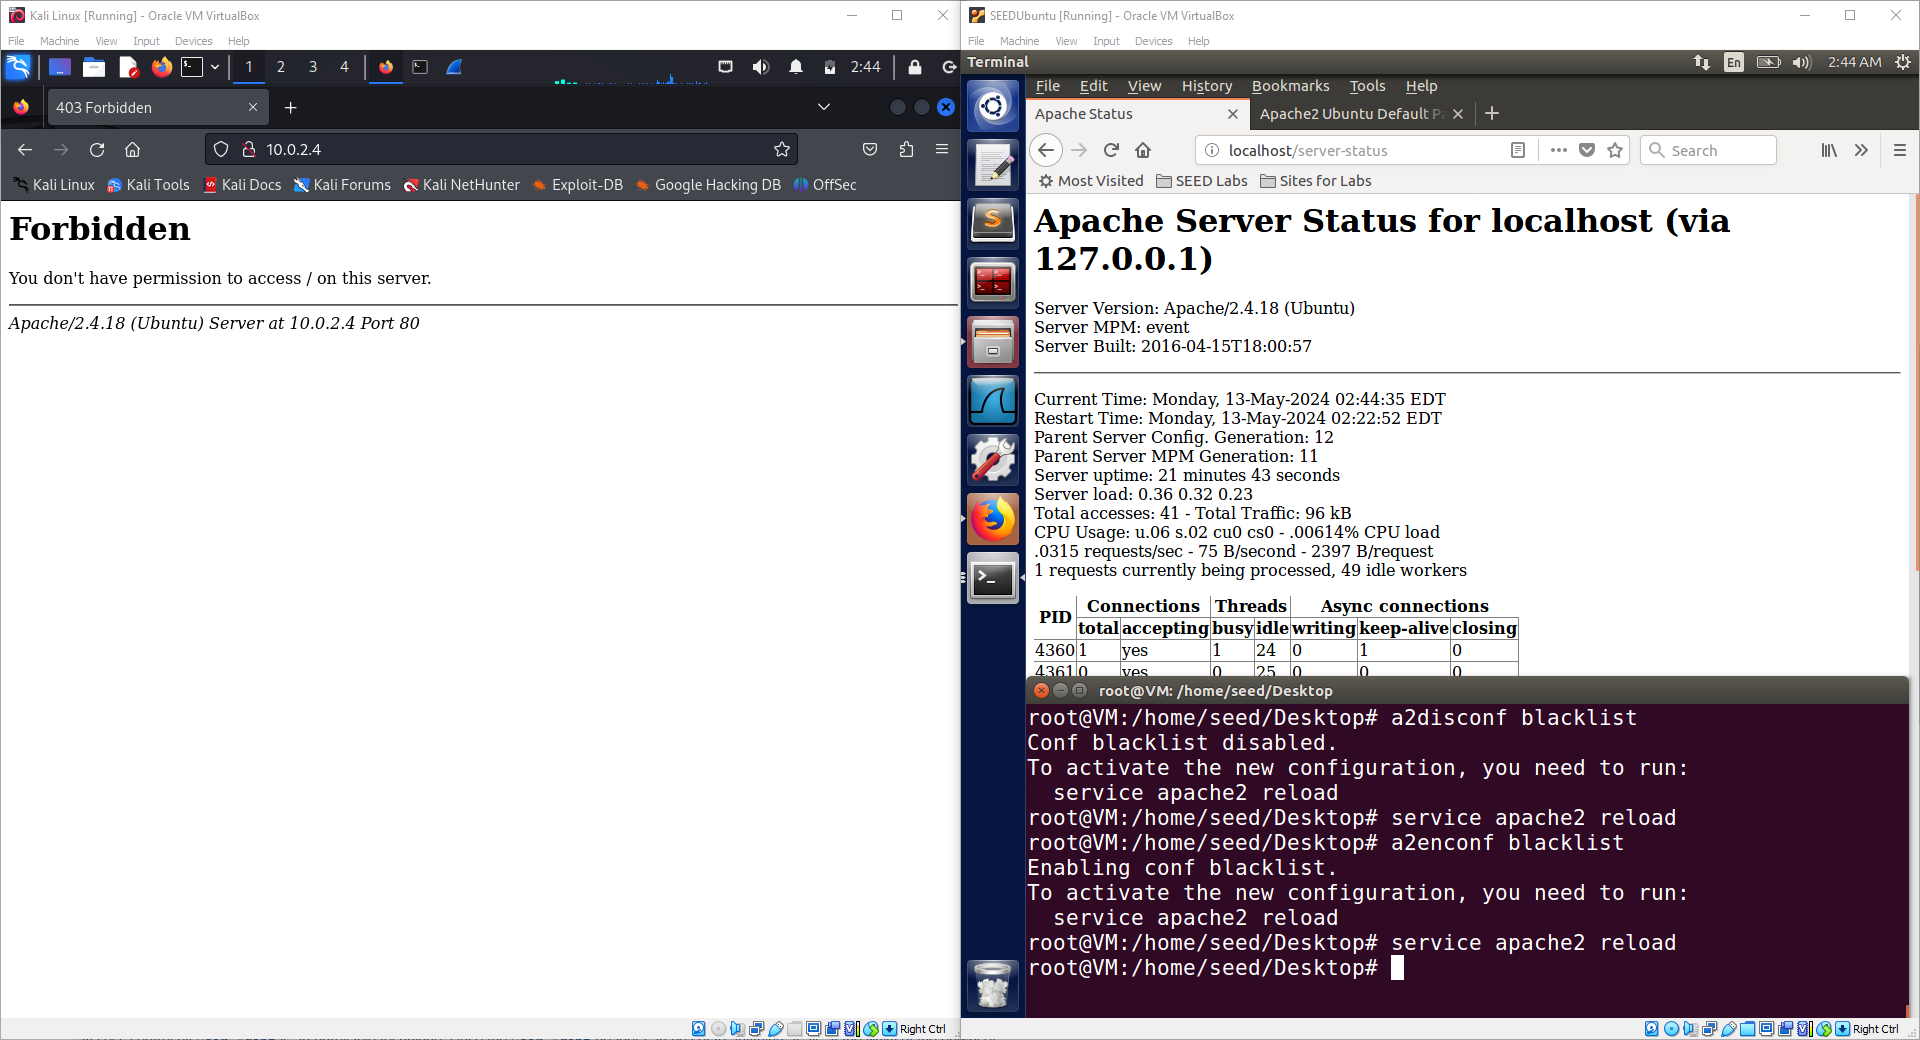 Kali Linux [Running] - Oracle VM VirtualBox
File Machine View Input Devices Help
1 2 3 4 2:44
403 Forbidden
10.0.2.4
Kali Linux Kali Tools Kali Docs Kali Forums Kali NetHunter Exploit-DB Google Hacking DB OffSec
Forbidden
You don't have permission to access / on this server.
Apache/2.4.18 (Ubuntu) Server at 10.0.2.4 Port 80
Right Ctrl
SEEDUbuntu [Running] - Oracle VM VirtualBox
File Machine View Input Devices Help
Terminal En 2:44 AM
File Edit View History Bookmarks Tools Help
Apache Status Apache2 Ubuntu Default Pa
localhost/server-status Search
Most Visited SEED Labs Sites for Labs
Apache Server Status for localhost (via
127.0.0.1)
Server Version: Apache/2.4.18 (Ubuntu)
Server MPM: event
Server Built: 2016-04-15T18:00:57
Current Time: Monday, 13-May-2024 02:44:35 EDT
Restart Time: Monday, 13-May-2024 02:22:52 EDT
Parent Server Config. Generation: 12
Parent Server MPM Generation: 11
Server uptime: 21 minutes 43 seconds
Server load: 0.36 0.32 0.23
Total accesses: 41 - Total Traffic: 96 kB
CPU Usage: u.06 s.02 cu0 cs0 - .00614% CPU load
.0315 requests/sec - 75 B/second - 2397 B/request
1 requests currently being processed, 49 idle workers
PID Connections Threads Async connections
total accepting busy idle writing keep-alive closing
4360 1 yes 1 24 0 1 0
4361 0 yes 0 25 0 0 0
root@VM: /home/seed/Desktop
root@VM:/home/seed/Desktop# a2disconf blacklist
Conf blacklist disabled.
To activate the new configuration, you need to run:
  service apache2 reload
root@VM:/home/seed/Desktop# service apache2 reload
root@VM:/home/seed/Desktop# a2enconf blacklist
Enabling conf blacklist.
To activate the new configuration, you need to run:
  service apache2 reload
root@VM:/home/seed/Desktop# service apache2 reload
root@VM:/home/seed/Desktop#
Right Ctrl